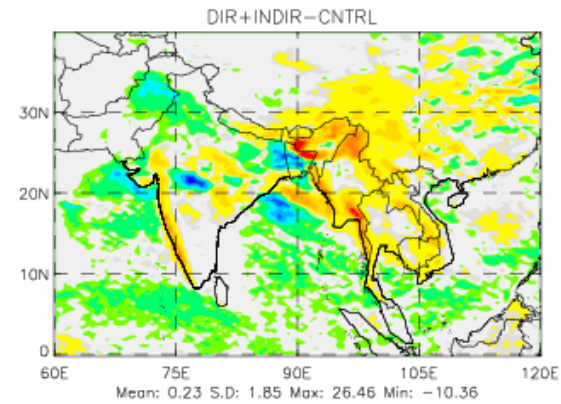 DIR+INDIR−CNTRL
30N
20N
10N
0
60E 75E 90E 105E 120E
Mean: 0.23 S.D: 1.85 Max: 26.46 Min: −10.36